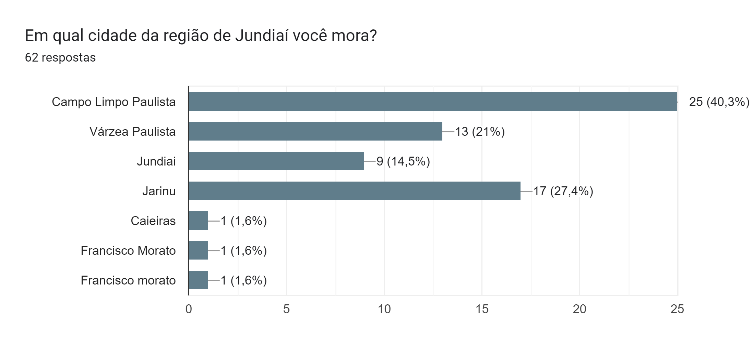 Em qual cidade da região de Jundiaí você mora?
62 respostas
Campo Limpo Paulista 25 (40,3%)
Várzea Paulista 13 (21%)
Jundiai 9 (14,5%)
Jarinu 17 (27,4%)
Caieiras 1 (1,6%)
Francisco Morato 1 (1,6%)
Francisco morato 1 (1,6%)
0 5 10 15 20 25